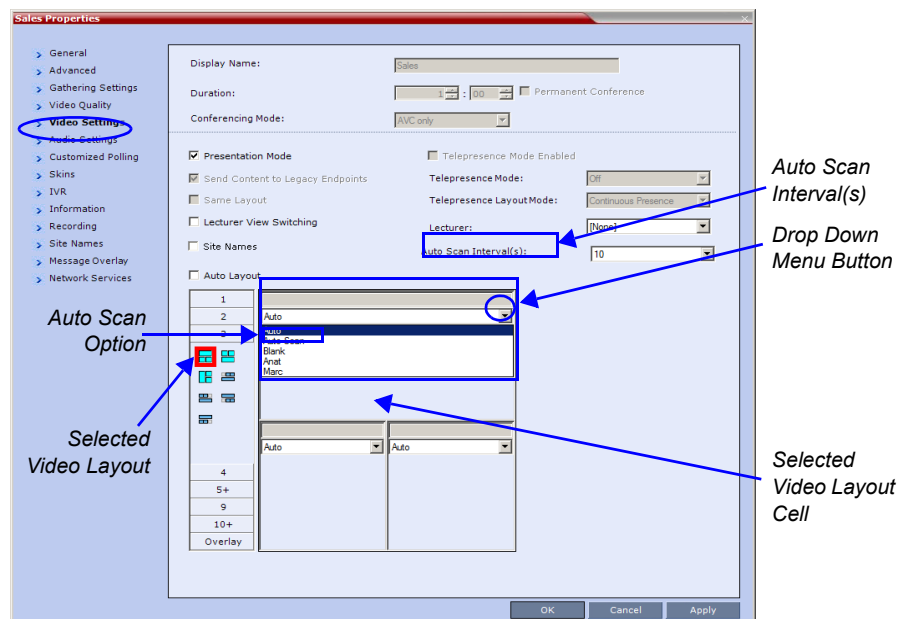 Sales Properties
General
Advanced
Gathering Settings
Video Quality
Video Settings
Audio Settings
Customized Polling
Skins
IVR
Information
Recording
Site Names
Message Overlay
Network Services
Display Name: Sales
Duration: 1 : 00 Permanent Conference
Conferencing Mode: AVC only
Presentation Mode Telepresence Mode Enabled
Send Content to Legacy Endpoints Telepresence Mode: Off
Same Layout Telepresence Layout Mode: Continuous Presence
Lecturer View Switching Lecturer: [None]
Site Names Auto Scan Interval(s): 10
Auto Layout
1
2 Auto
3 Auto
Auto Scan
Blank
Anat
Marc
Auto Auto
4
5+
9
10+
Overlay
OK Cancel Apply
Auto Scan
Interval(s)
Drop Down
Menu Button
Auto Scan
Option
Selected
Video Layout
Selected
Video Layout
Cell